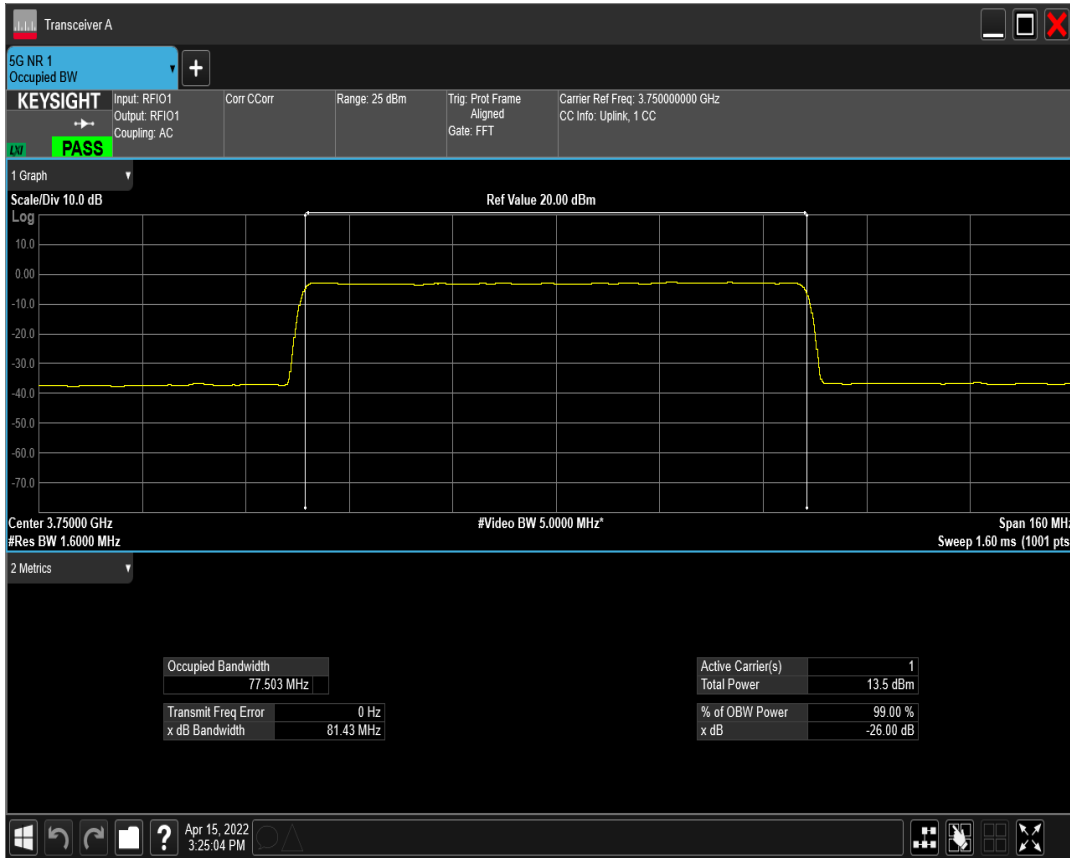 Transceiver A
5G NR 1
Occupied BW
+
KEYSIGHT
LXI
PASS
Input: RFIO1
Output: RFIO1
Coupling: AC
Corr CCorr
Range: 25 dBm
Trig: Prot Frame
Aligned
Gate: FFT
Carrier Ref Freq: 3.750000000 GHz
CC Info: Uplink, 1 CC
1 Graph
Scale/Div 10.0 dB
Ref Value 20.00 dBm
Log
10.0
0.00
-10.0
-20.0
-30.0
-40.0
-50.0
-60.0
-70.0
Center 3.75000 GHz
#Video BW 5.0000 MHz*
Span 160 MHz
#Res BW 1.6000 MHz
Sweep 1.60 ms (1001 pts
2 Metrics
Occupied Bandwidth
77.503 MHz
Transmit Freq Error 0 Hz
x dB Bandwidth 81.43 MHz
Active Carrier(s) 1
Total Power 13.5 dBm
% of OBW Power 99.00 %
x dB -26.00 dB
?
Apr 15, 2022
3:25:04 PM